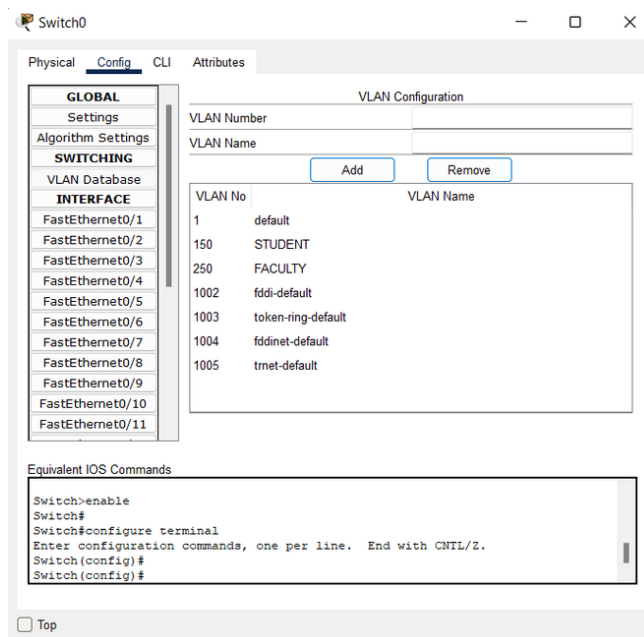 Switch0
Physical Config CLI Attributes
GLOBAL
Settings
Algorithm Settings
SWITCHING
VLAN Database
INTERFACE
FastEthernet0/1
FastEthernet0/2
FastEthernet0/3
FastEthernet0/4
FastEthernet0/5
FastEthernet0/6
FastEthernet0/7
FastEthernet0/8
FastEthernet0/9
FastEthernet0/10
FastEthernet0/11
VLAN Configuration
VLAN Number
VLAN Name
Add Remove
VLAN No VLAN Name
1 default
150 STUDENT
250 FACULTY
1002 fddi-default
1003 token-ring-default
1004 fddinet-default
1005 trnet-default
Equivalent IOS Commands
Switch>enable
Switch#
Switch#configure terminal
Enter configuration commands, one per line. End with CNTL/Z.
Switch(config)#
Switch(config)#
Top